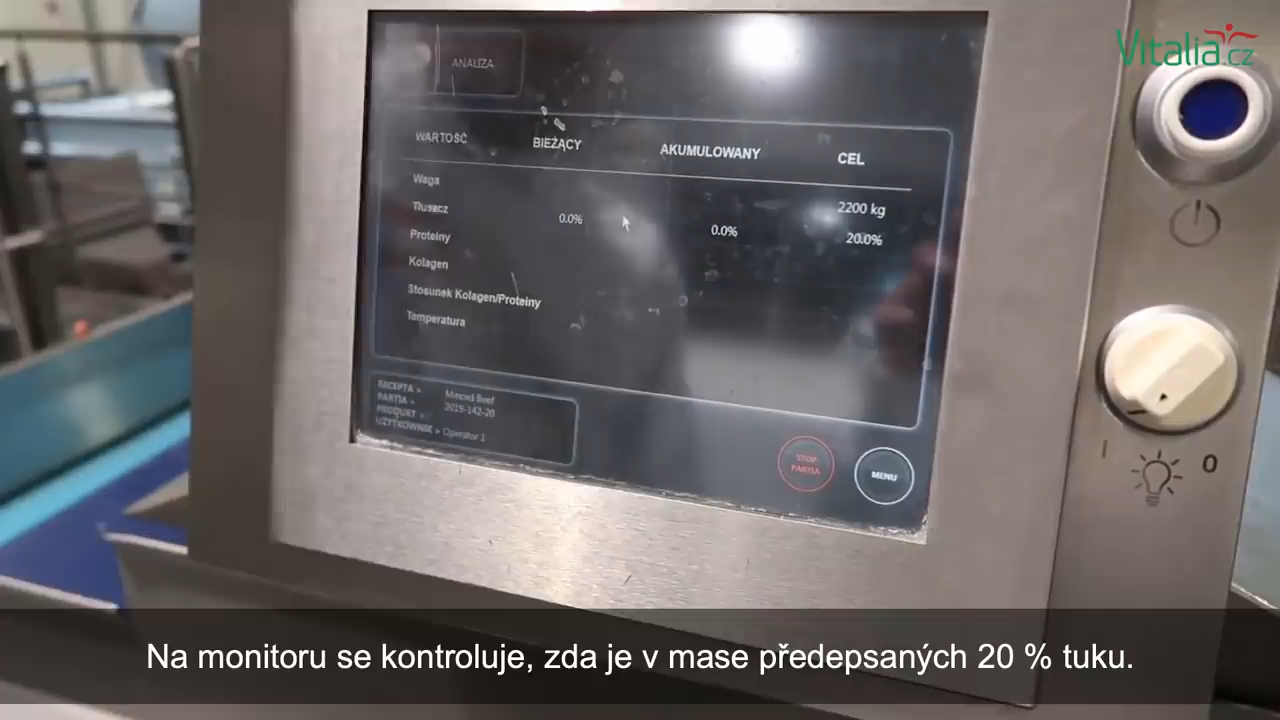 Vitalia.cz
ANALIZA
WARTOŚĆ BIEŻĄCY AKUMULOWANY CEL
Waga 2200 kg
Tłuszcz 0.0% 0.0% 20.0%
Proteiny
Kolagen
Stosunek Kolagen/Proteiny
Temperatura
RECEPTA > Minced Beef
PARTIA > 2019-142-20
PRODUKT >
UŻYTKOWNIK > Operator 1
STOP
PARTIA
MENU
I 0
Na monitoru se kontroluje, zda je v mase předepsaných 20 % tuku.